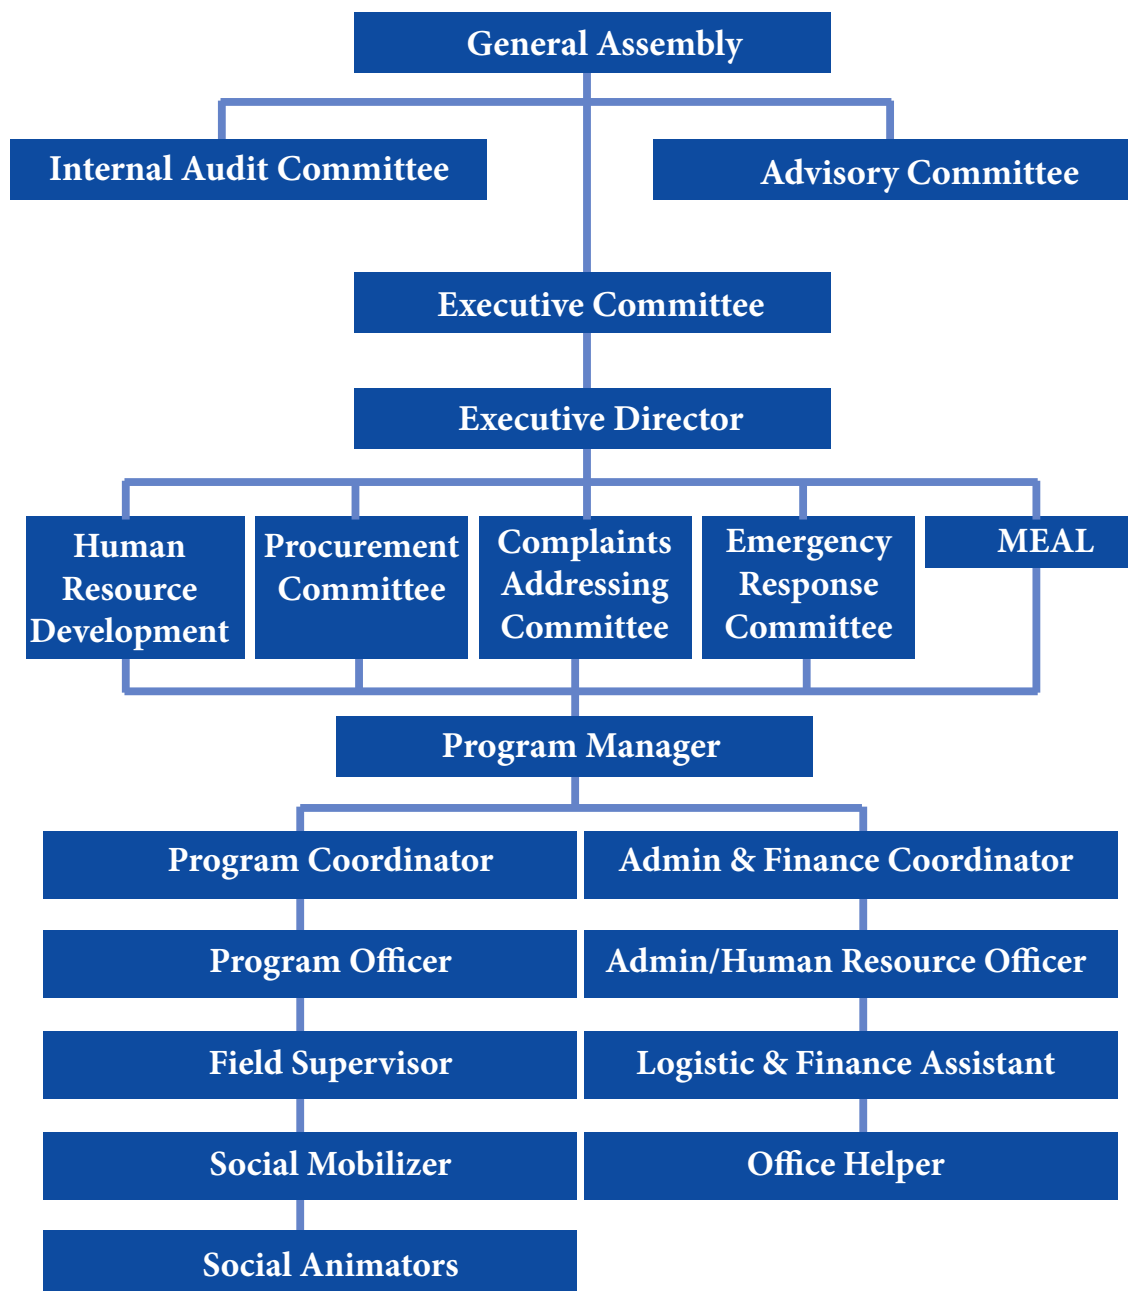 General Assembly
Internal Audit Committee
Advisory Committee
Executive Committee
Executive Director
Human
Resource
Development
Procurement
Committee
Complaints
Addressing
Committee
Emergency
Response
Committee
MEAL
Program Manager
Program Coordinator
Admin & Finance Coordinator
Program Officer
Admin/Human Resource Officer
Field Supervisor
Logistic & Finance Assistant
Social Mobilizer
Office Helper
Social Animators